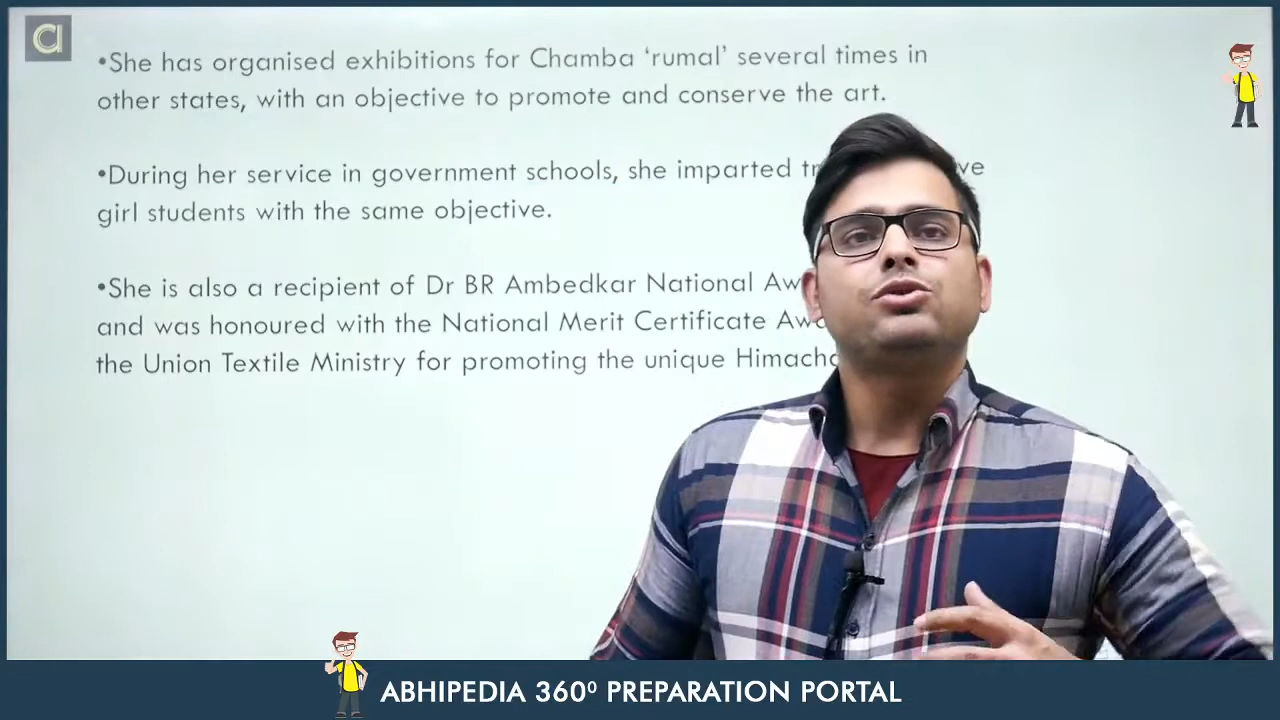 •She has organised exhibitions for Chamba ‘rumal’ several times in
other states, with an objective to promote and conserve the art.
•During her service in government schools, she imparted
girl students with the same objective.
•She is also a recipient of Dr BR Ambedkar National
and was honoured with the National Merit Certificate
the Union Textile Ministry for promoting the unique
ABHIPEDIA 360⁰ PREPARATION PORTAL